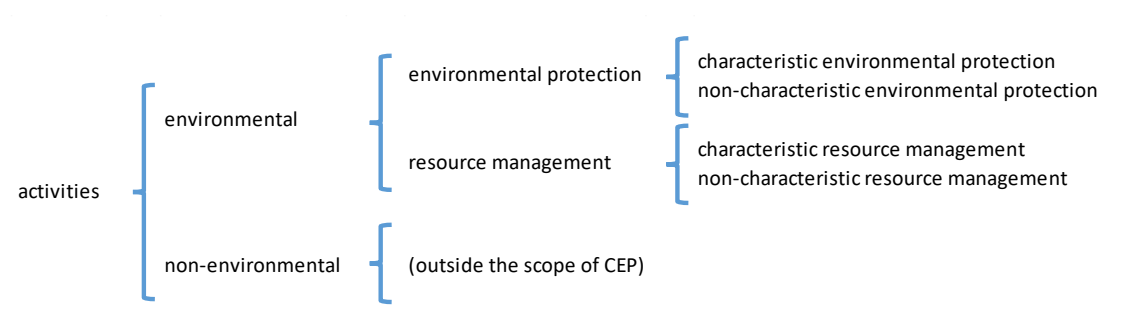 characteristic environmental protection
environmental protection
non-characteristic environmental protection
environmental
characteristic resource management
resource management
non-characteristic resource management
activities
non-environmental
(outside the scope of CEP)